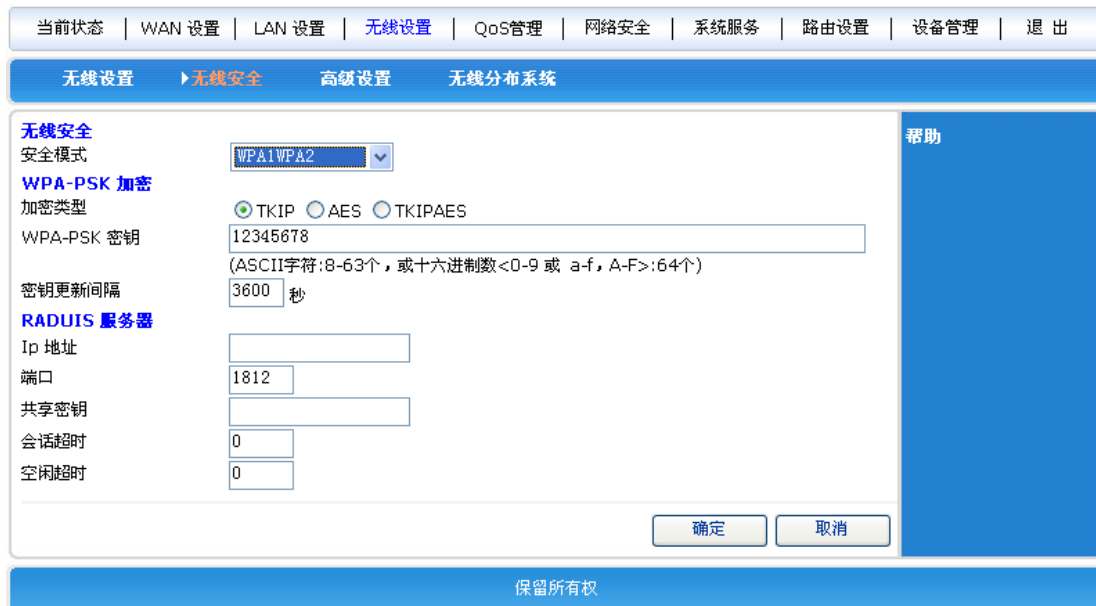 当前状态 | WAN 设置 | LAN 设置 | 无线设置 | QoS管理 | 网络安全 | 系统服务 | 路由设置 | 设备管理 | 退 出
无线设置 无线安全 高级设置 无线分布系统
无线安全
安全模式 WPA1WPA2
WPA-PSK 加密
加密类型 TKIP AES TKIPAES
WPA-PSK 密钥 12345678
(ASCII字符:8-63个，或十六进制数<0-9 或 a-f，A-F>:64个)
密钥更新间隔 3600 秒
RADUIS 服务器
Ip 地址
端口 1812
共享密钥
会话超时 0
空闲超时 0
确定 取消
帮助
保留所有权